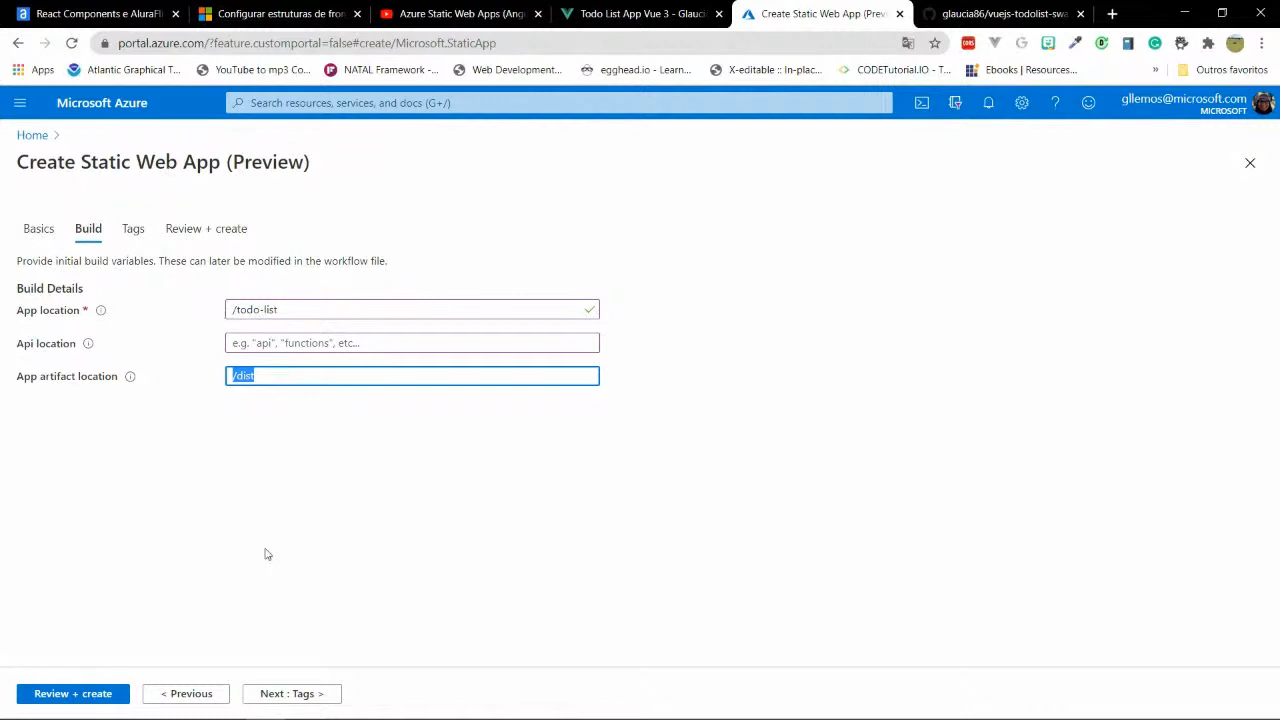 React Components e AluraFli
Configurar estruturas de fron
Azure Static Web Apps (Angu
Todo List App Vue 3 - Glauci
Create Static Web App (Previ
glaucia86/vuejs-todolist-swa
portal.azure.com/?feature.customportal=false#create/Microsoft.StaticApp
Apps
Atlantic Graphical T...
YouTube to mp3 Co...
NATAL Framework -...
Web Development...
egghead.io - Learn...
X-editable :: In-plac...
CODETutorial.IO - T...
Ebooks | Resources...
»
Outros favoritos
Microsoft Azure
Search resources, services, and docs (G+/)
gllemos@microsoft.com
MICROSOFT
Home >
Create Static Web App (Preview)
Basics Build Tags Review + create
Provide initial build variables. These can later be modified in the workflow file.
Build Details
App location * /todo-list
Api location e.g. "api", "functions", etc...
App artifact location /dist
Review + create < Previous Next : Tags >